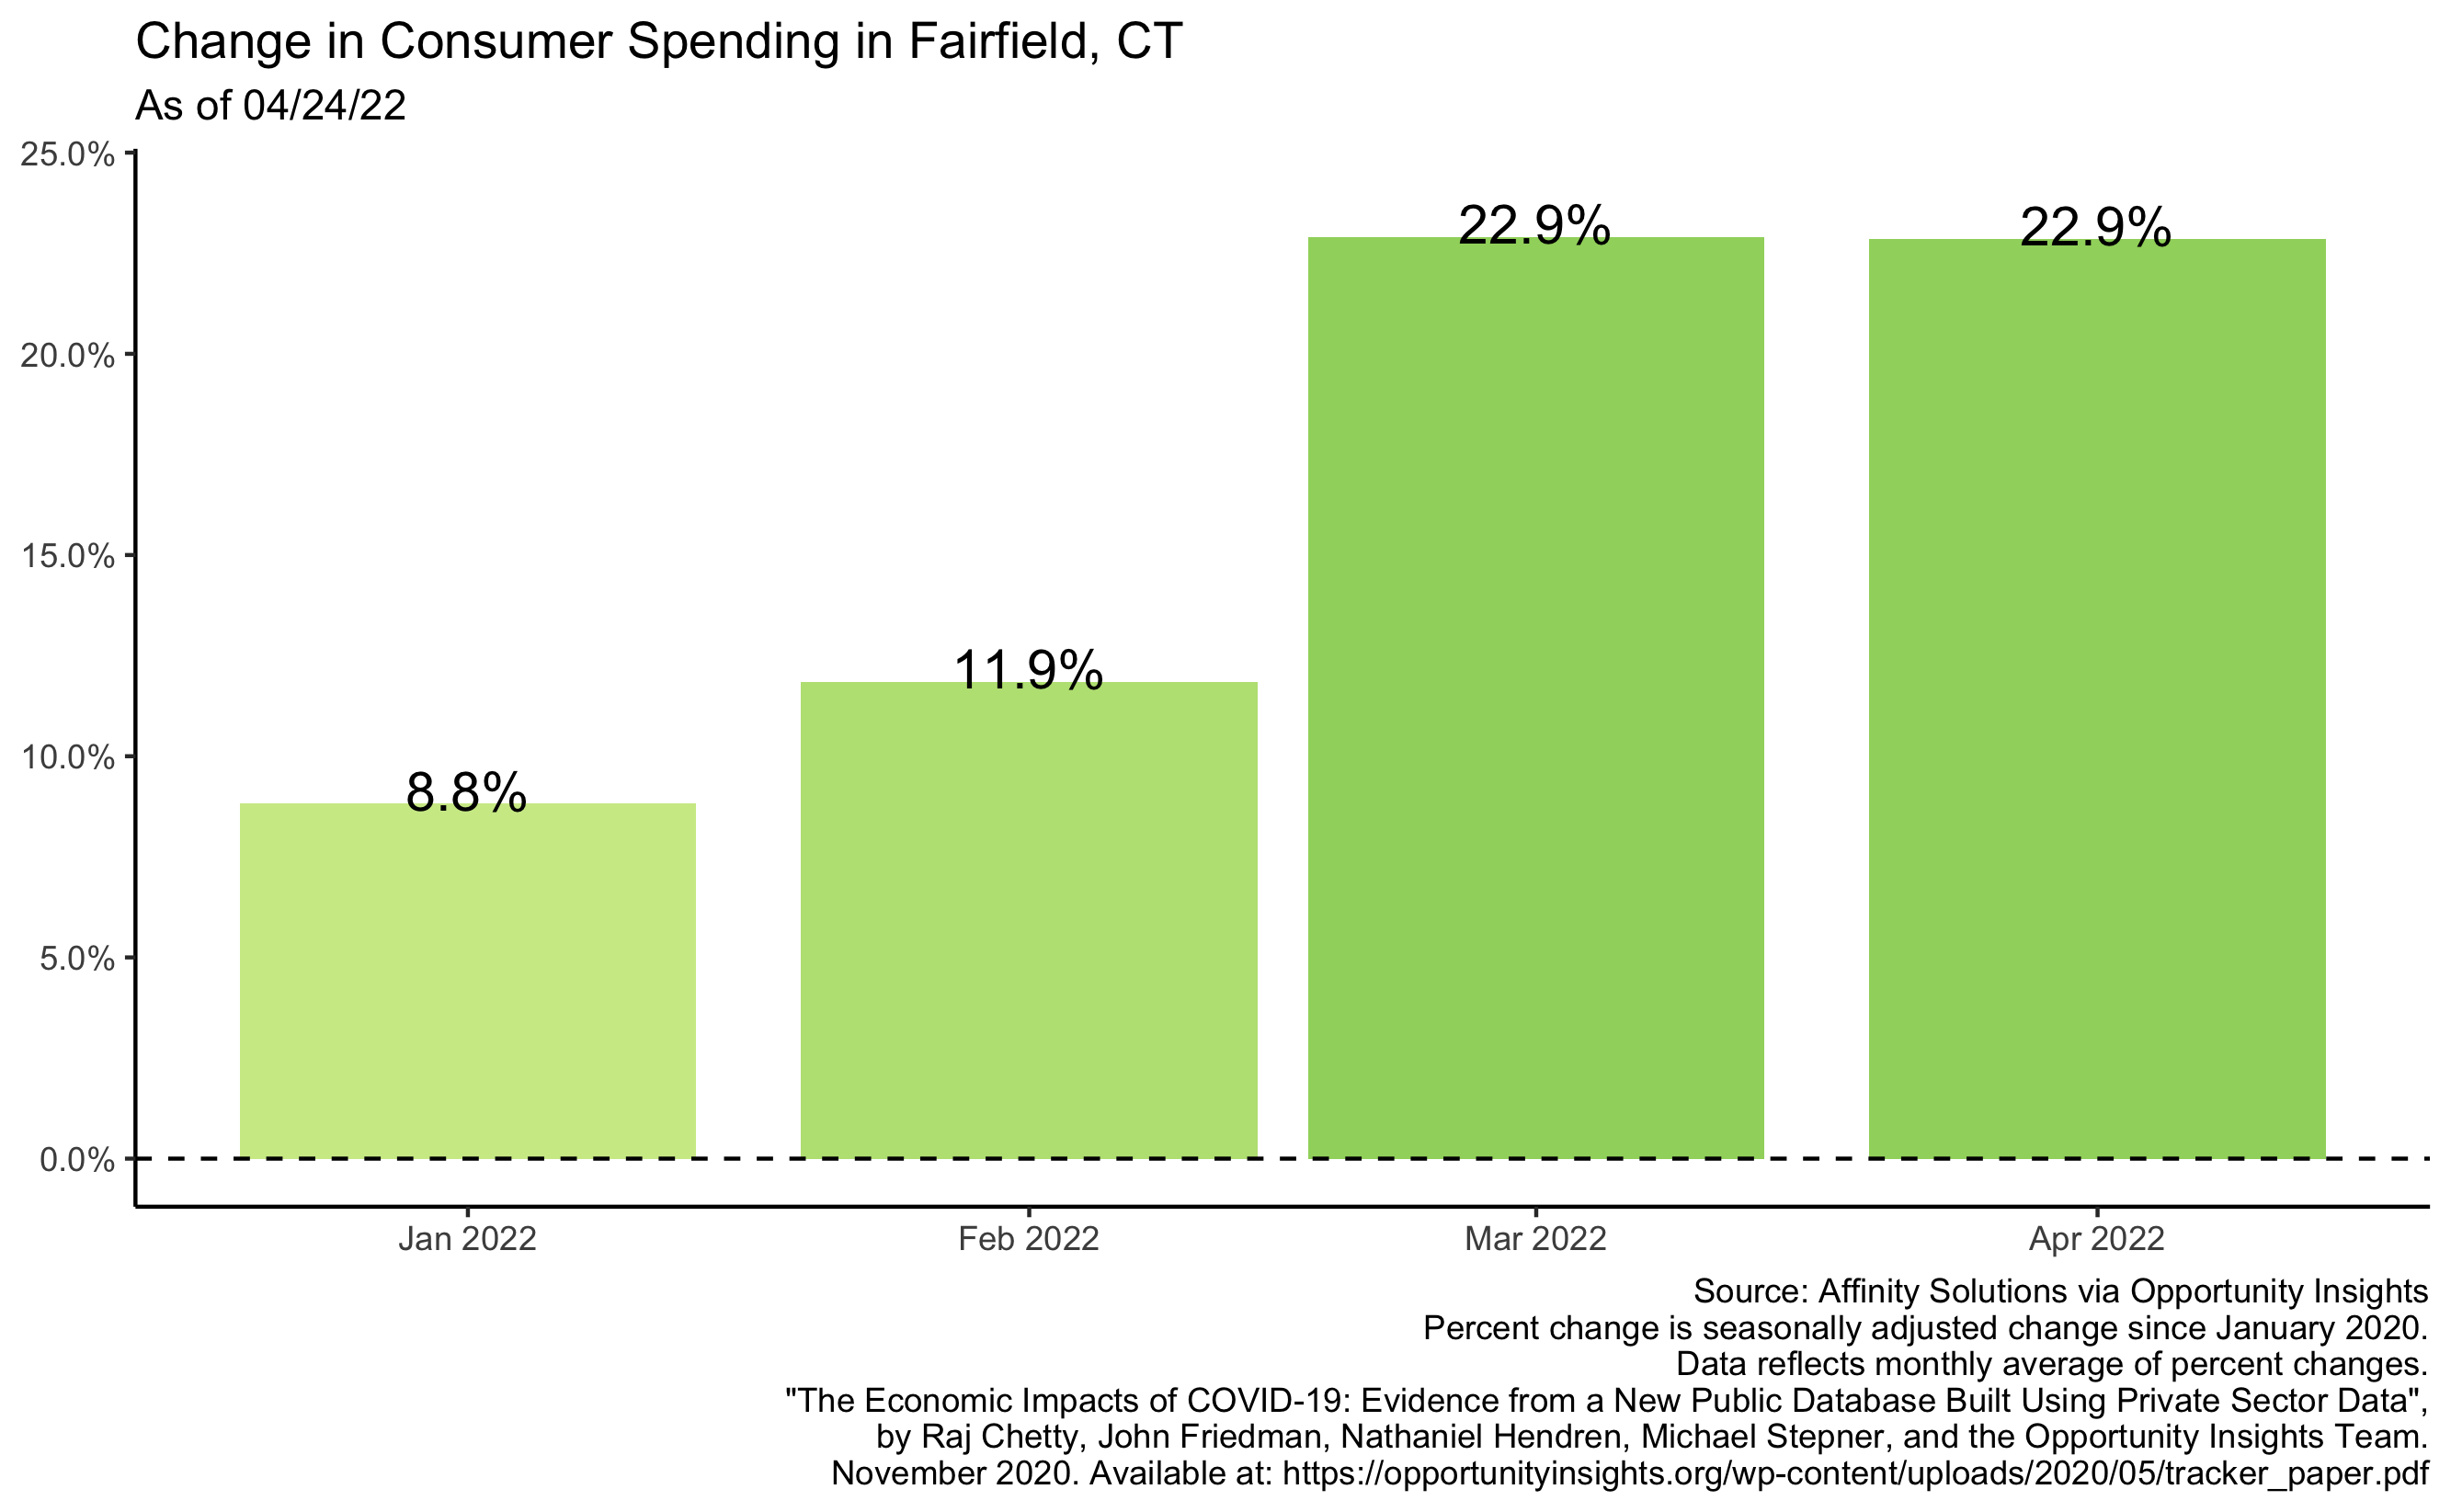 Change in Consumer Spending in Fairfield, CT
As of 04/24/22
25.0%
20.0%
15.0%
10.0%
5.0%
0.0%
8.8%
11.9%
22.9%
22.9%
Jan 2022
Feb 2022
Mar 2022
Apr 2022
Source: Affinity Solutions via Opportunity Insights
Percent change is seasonally adjusted change since January 2020.
Data reflects monthly average of percent changes.
"The Economic Impacts of COVID-19: Evidence from a New Public Database Built Using Private Sector Data",
by Raj Chetty, John Friedman, Nathaniel Hendren, Michael Stepner, and the Opportunity Insights Team.
November 2020. Available at: https://opportunityinsights.org/wp-content/uploads/2020/05/tracker_paper.pdf